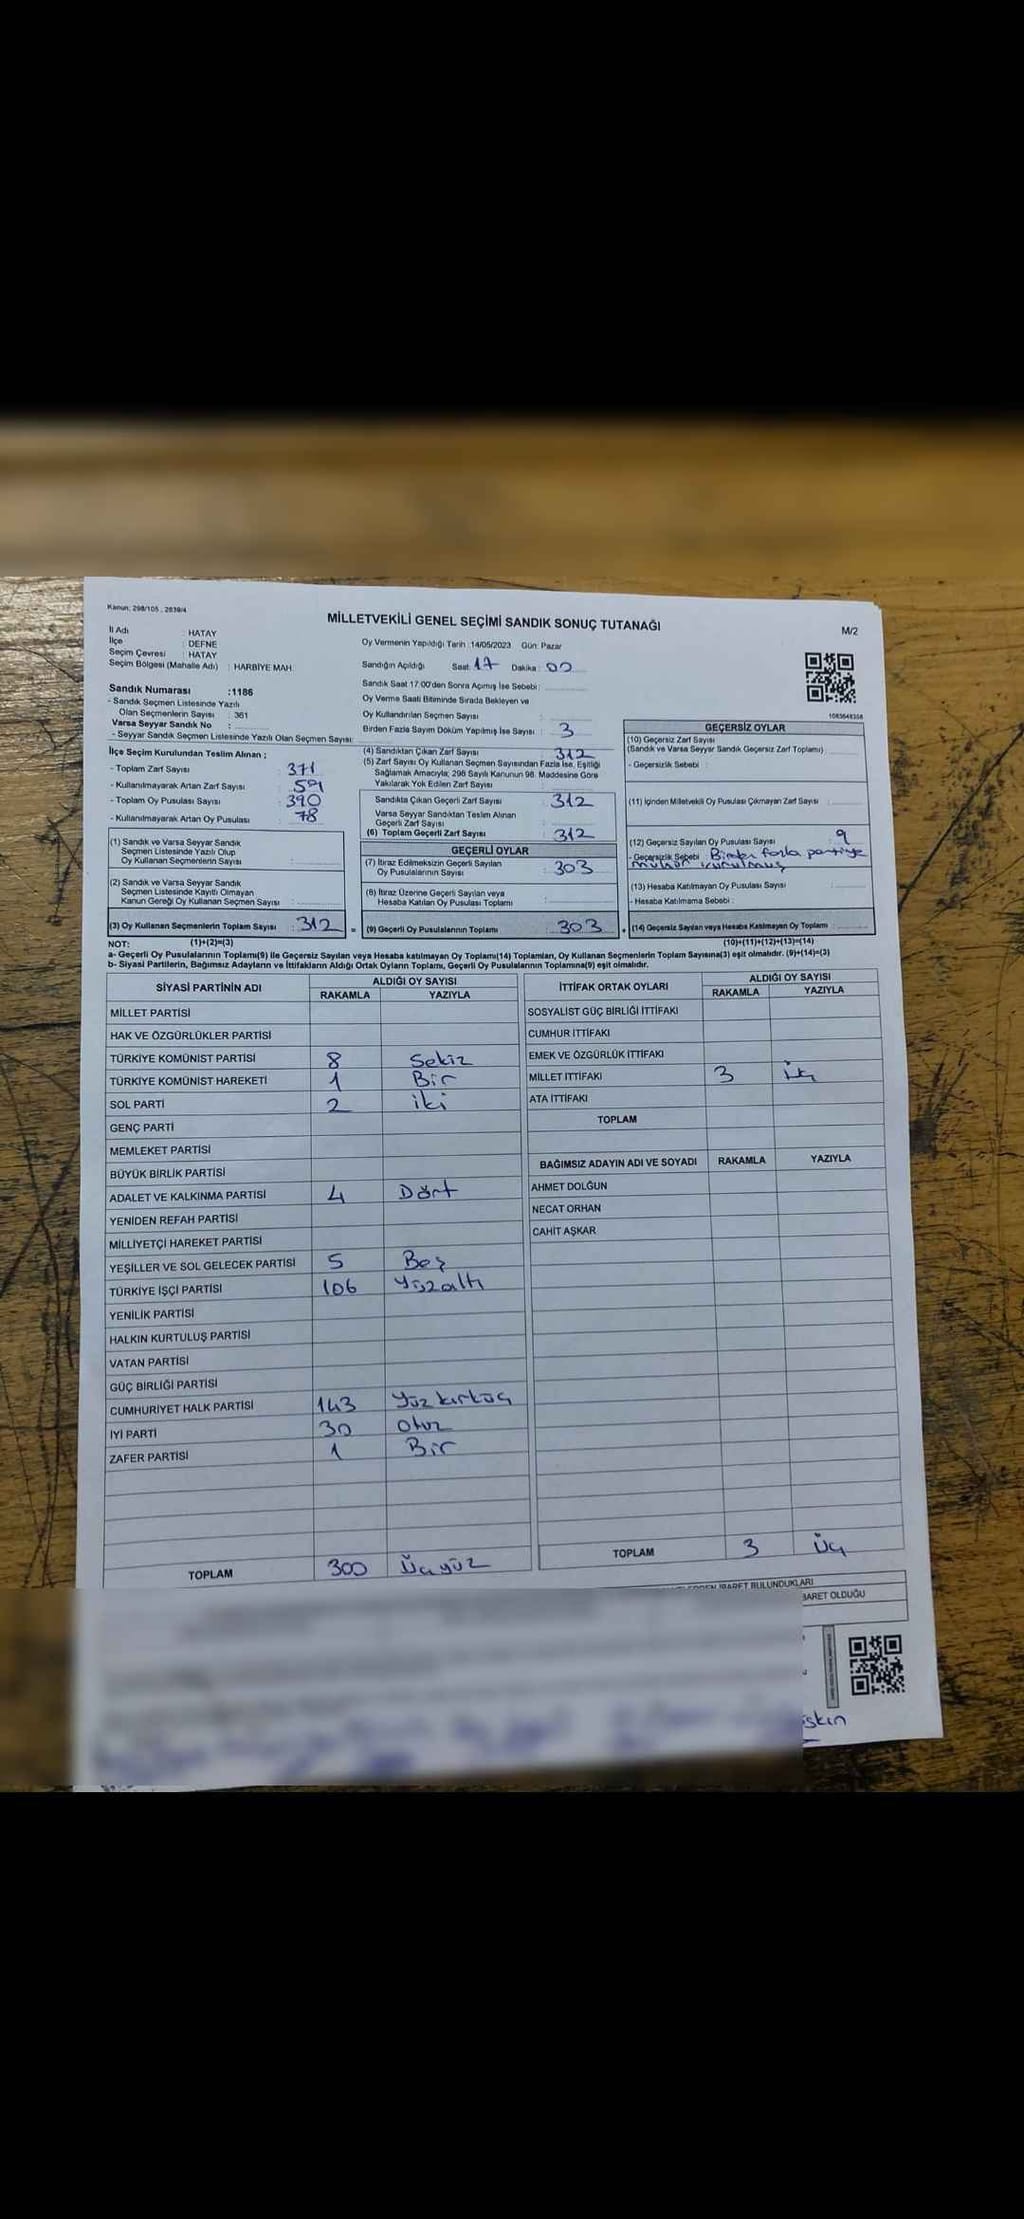 Kanun: 298/105, 2839/4
MİLLETVEKİLİ GENEL SEÇİMİ SANDIK SONUÇ TUTANAĞI
M/2
İl Adı : HATAY
İlçe : DEFNE
Seçim Çevresi : HATAY
Seçim Bölgesi (Mahalle Adı) : HARBİYE MAH.
Oy Vermenin Yapıldığı Tarih :14/05/2023 Gün: Pazar
Sandığın Açıldığı Saat: 17 Dakika: 00
Sandık Saat 17:00'den Sonra Açılmış İse Sebebi:
Oy Verme Saati Bitiminde Sırada Bekleyen ve
Oy Kullandırılan Seçmen Sayısı :
Birden Fazla Sayım Döküm Yapılmış İse Sayısı : 3
Sandık Numarası :1186
- Sandık Seçmen Listesinde Yazılı
Olan Seçmenlerin Sayısı : 361
Varsa Seyyar Sandık No :
- Seyyar Sandık Seçmen Listesinde Yazılı Olan Seçmen Sayısı:
İlçe Seçim Kurulundan Teslim Alınan ;
- Toplam Zarf Sayısı : 371
- Kullanılmayarak Artan Zarf Sayısı : 59
- Toplam Oy Pusulası Sayısı : 390
- Kullanılmayarak Artan Oy Pusulası : 78
(1) Sandık ve Varsa Seyyar Sandık
Seçmen Listesinde Yazılı Olup
Oy Kullanan Seçmenlerin Sayısı :
(2) Sandık ve Varsa Seyyar Sandık
Seçmen Listesinde Kayıtlı Olmayan
Kanun Gereği Oy Kullanan Seçmen Sayısı :
(3) Oy Kullanan Seçmenlerin Toplam Sayısı : 312
(1)+(2)=(3)
(4) Sandıktan Çıkan Zarf Sayısı : 312
(5) Zarf Sayısı Oy Kullanan Seçmen Sayısından Fazla İse, Eşitliği
Sağlamak Amacıyla; 298 Sayılı Kanunun 98. Maddesine Göre
Yakılarak Yok Edilen Zarf Sayısı :
Sandıkta Çıkan Geçerli Zarf Sayısı : 312
Varsa Seyyar Sandıktan Teslim Alınan
Geçerli Zarf Sayısı :
(6) Toplam Geçerli Zarf Sayısı : 312
GEÇERLİ OYLAR
(7) İtiraz Edilmeksizin Geçerli Sayılan
Oy Pusulalarının Sayısı : 303
(8) İtiraz Üzerine Geçerli Sayılan veya
Hesaba Katılan Oy Pusulası Toplamı :
= (9) Geçerli Oy Pusulalarının Toplamı : 303
GEÇERSİZ OYLAR
(10) Geçersiz Zarf Sayısı
(Sandık ve Varsa Seyyar Sandık Geçersiz Zarf Toplamı) :
- Geçersizlik Sebebi :
(11) İçinden Milletvekili Oy Pusulası Çıkmayan Zarf Sayısı :
(12) Geçersiz Sayılan Oy Pusulası Sayısı : 9
- Geçersizlik Sebebi : Birden fazla partiye
mühür vurulmuş
(13) Hesaba Katılmayan Oy Pusulası Sayısı :
- Hesaba Katılmama Sebebi :
+ (14) Geçersiz Sayılan veya Hesaba Katılmayan Oy Toplamı :
(10)+(11)+(12)+(13)=(14)
NOT:
a- Geçerli Oy Pusulalarının Toplamı(9) ile Geçersiz Sayılan veya Hesaba katılmayan Oy Toplamı(14) Toplamları, Oy Kullanan Seçmenlerin Toplam Sayısına(3) eşit olmalıdır. (9)+(14)=(3)
b- Siyasi Partilerin, Bağımsız Adayların ve İttifakların Aldığı Ortak Oyların Toplamı, Geçerli Oy Pusulalarının Toplamına(9) eşit olmalıdır.
SİYASİ PARTİNİN ADI
ALDIĞI OY SAYISI
RAKAMLA YAZIYLA
MİLLET PARTİSİ
HAK VE ÖZGÜRLÜKLER PARTİSİ
TÜRKİYE KOMÜNİST PARTİSİ 8 Sekiz
TÜRKİYE KOMÜNİST HAREKETİ 1 Bir
SOL PARTİ 2 iki
GENÇ PARTİ
MEMLEKET PARTİSİ
BÜYÜK BİRLİK PARTİSİ
ADALET VE KALKINMA PARTİSİ 4 Dört
YENİDEN REFAH PARTİSİ
MİLLİYETÇİ HAREKET PARTİSİ
YEŞİLLER VE SOL GELECEK PARTİSİ 5 Beş
TÜRKİYE İŞÇİ PARTİSİ 106 Yüzaltı
YENİLİK PARTİSİ
HALKIN KURTULUŞ PARTİSİ
VATAN PARTİSİ
GÜÇ BİRLİĞİ PARTİSİ
CUMHURİYET HALK PARTİSİ 143 Yüz kırküç
İYİ PARTİ 30 Otuz
ZAFER PARTİSİ 1 Bir
TOPLAM 300 Üçyüz
İTTİFAK ORTAK OYLARI
ALDIĞI OY SAYISI
RAKAMLA YAZIYLA
SOSYALİST GÜÇ BİRLİĞİ İTTİFAKI
CUMHUR İTTİFAKI
EMEK VE ÖZGÜRLÜK İTTİFAKI
MİLLET İTTİFAKI 3
ATA İTTİFAKI
TOPLAM
BAĞIMSIZ ADAYIN ADI VE SOYADI RAKAMLA YAZIYLA
AHMET DOLĞUN
NECAT ORHAN
CAHİT AŞKAR
TOPLAM 3 Üç
İBARET BULUNDUKLARI
BARET OLDUĞU